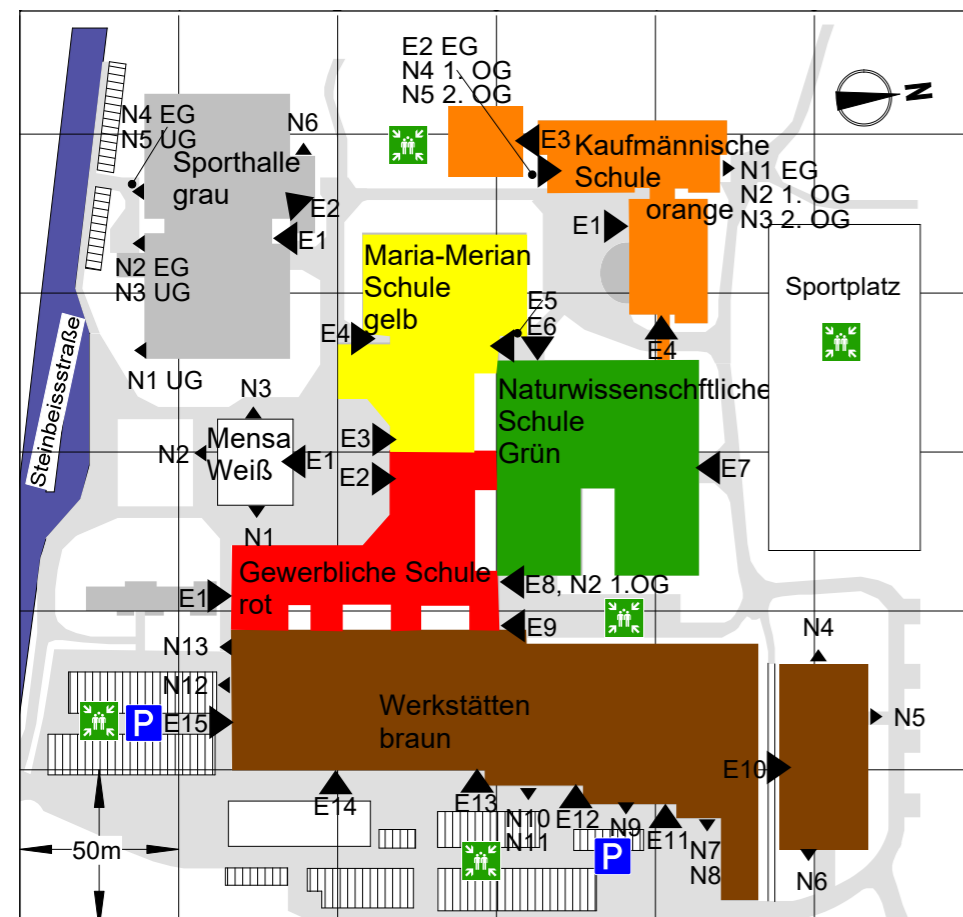 E2 EG
N4 1. OG
N5 2. OG
N
N4 EG
N5 UG
N6
Sporthalle
grau
E2
E1
N2 EG
N3 UG
N1 UG
E3
Kaufmännische
Schule
orange
N1 EG
N2 1. OG
N3 2. OG
E1
E4
Maria-Merian
Schule
gelb
E4
E5
E6
Sportplatz
Steinbeissstraße
N3
Mensa
Weiß
N2
E1
N1
E3
E2
Naturwissenschftliche
Schule
Grün
E7
Gewerbliche Schule
rot
E1
E8, N2 1.OG
E9
N13
N12
E15
P
Werkstätten
braun
N4
N5
E10
N6
E14
E13
N10
N11
E12
N9
E11
N7
N8
P
50m